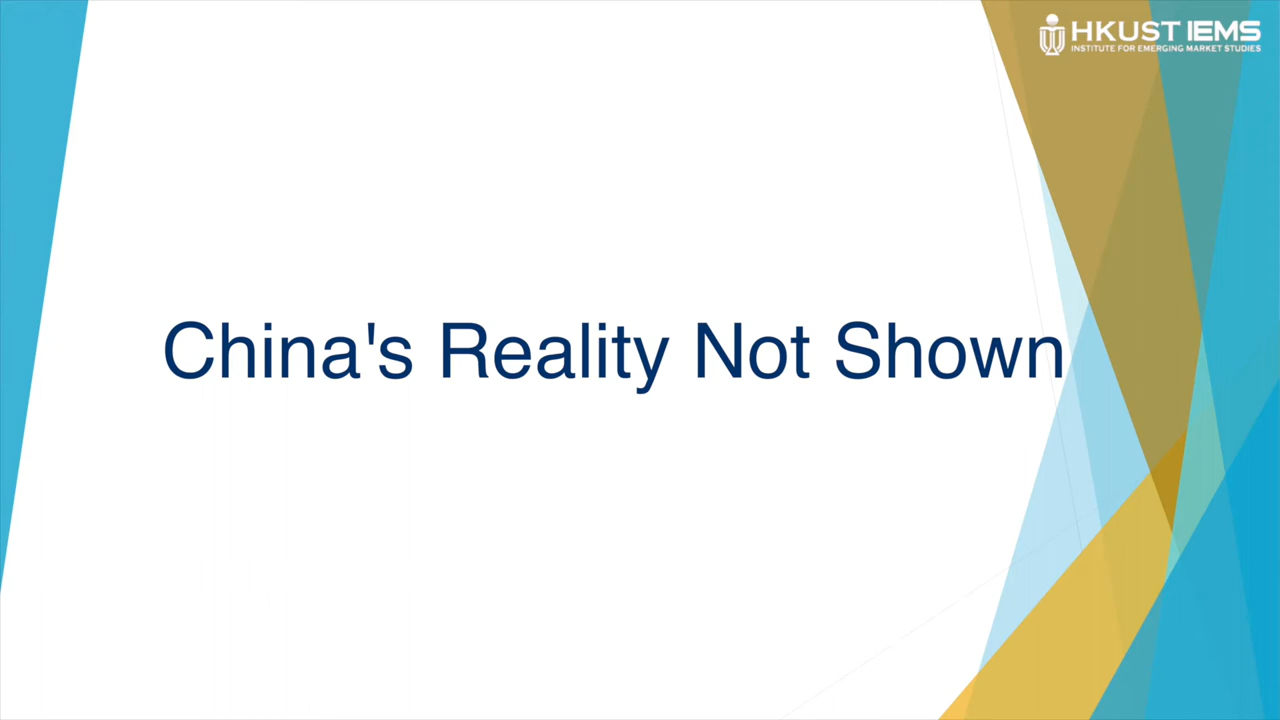 HKUST IEMS
INSTITUTE FOR EMERGING MARKET STUDIES
China's Reality Not Shown